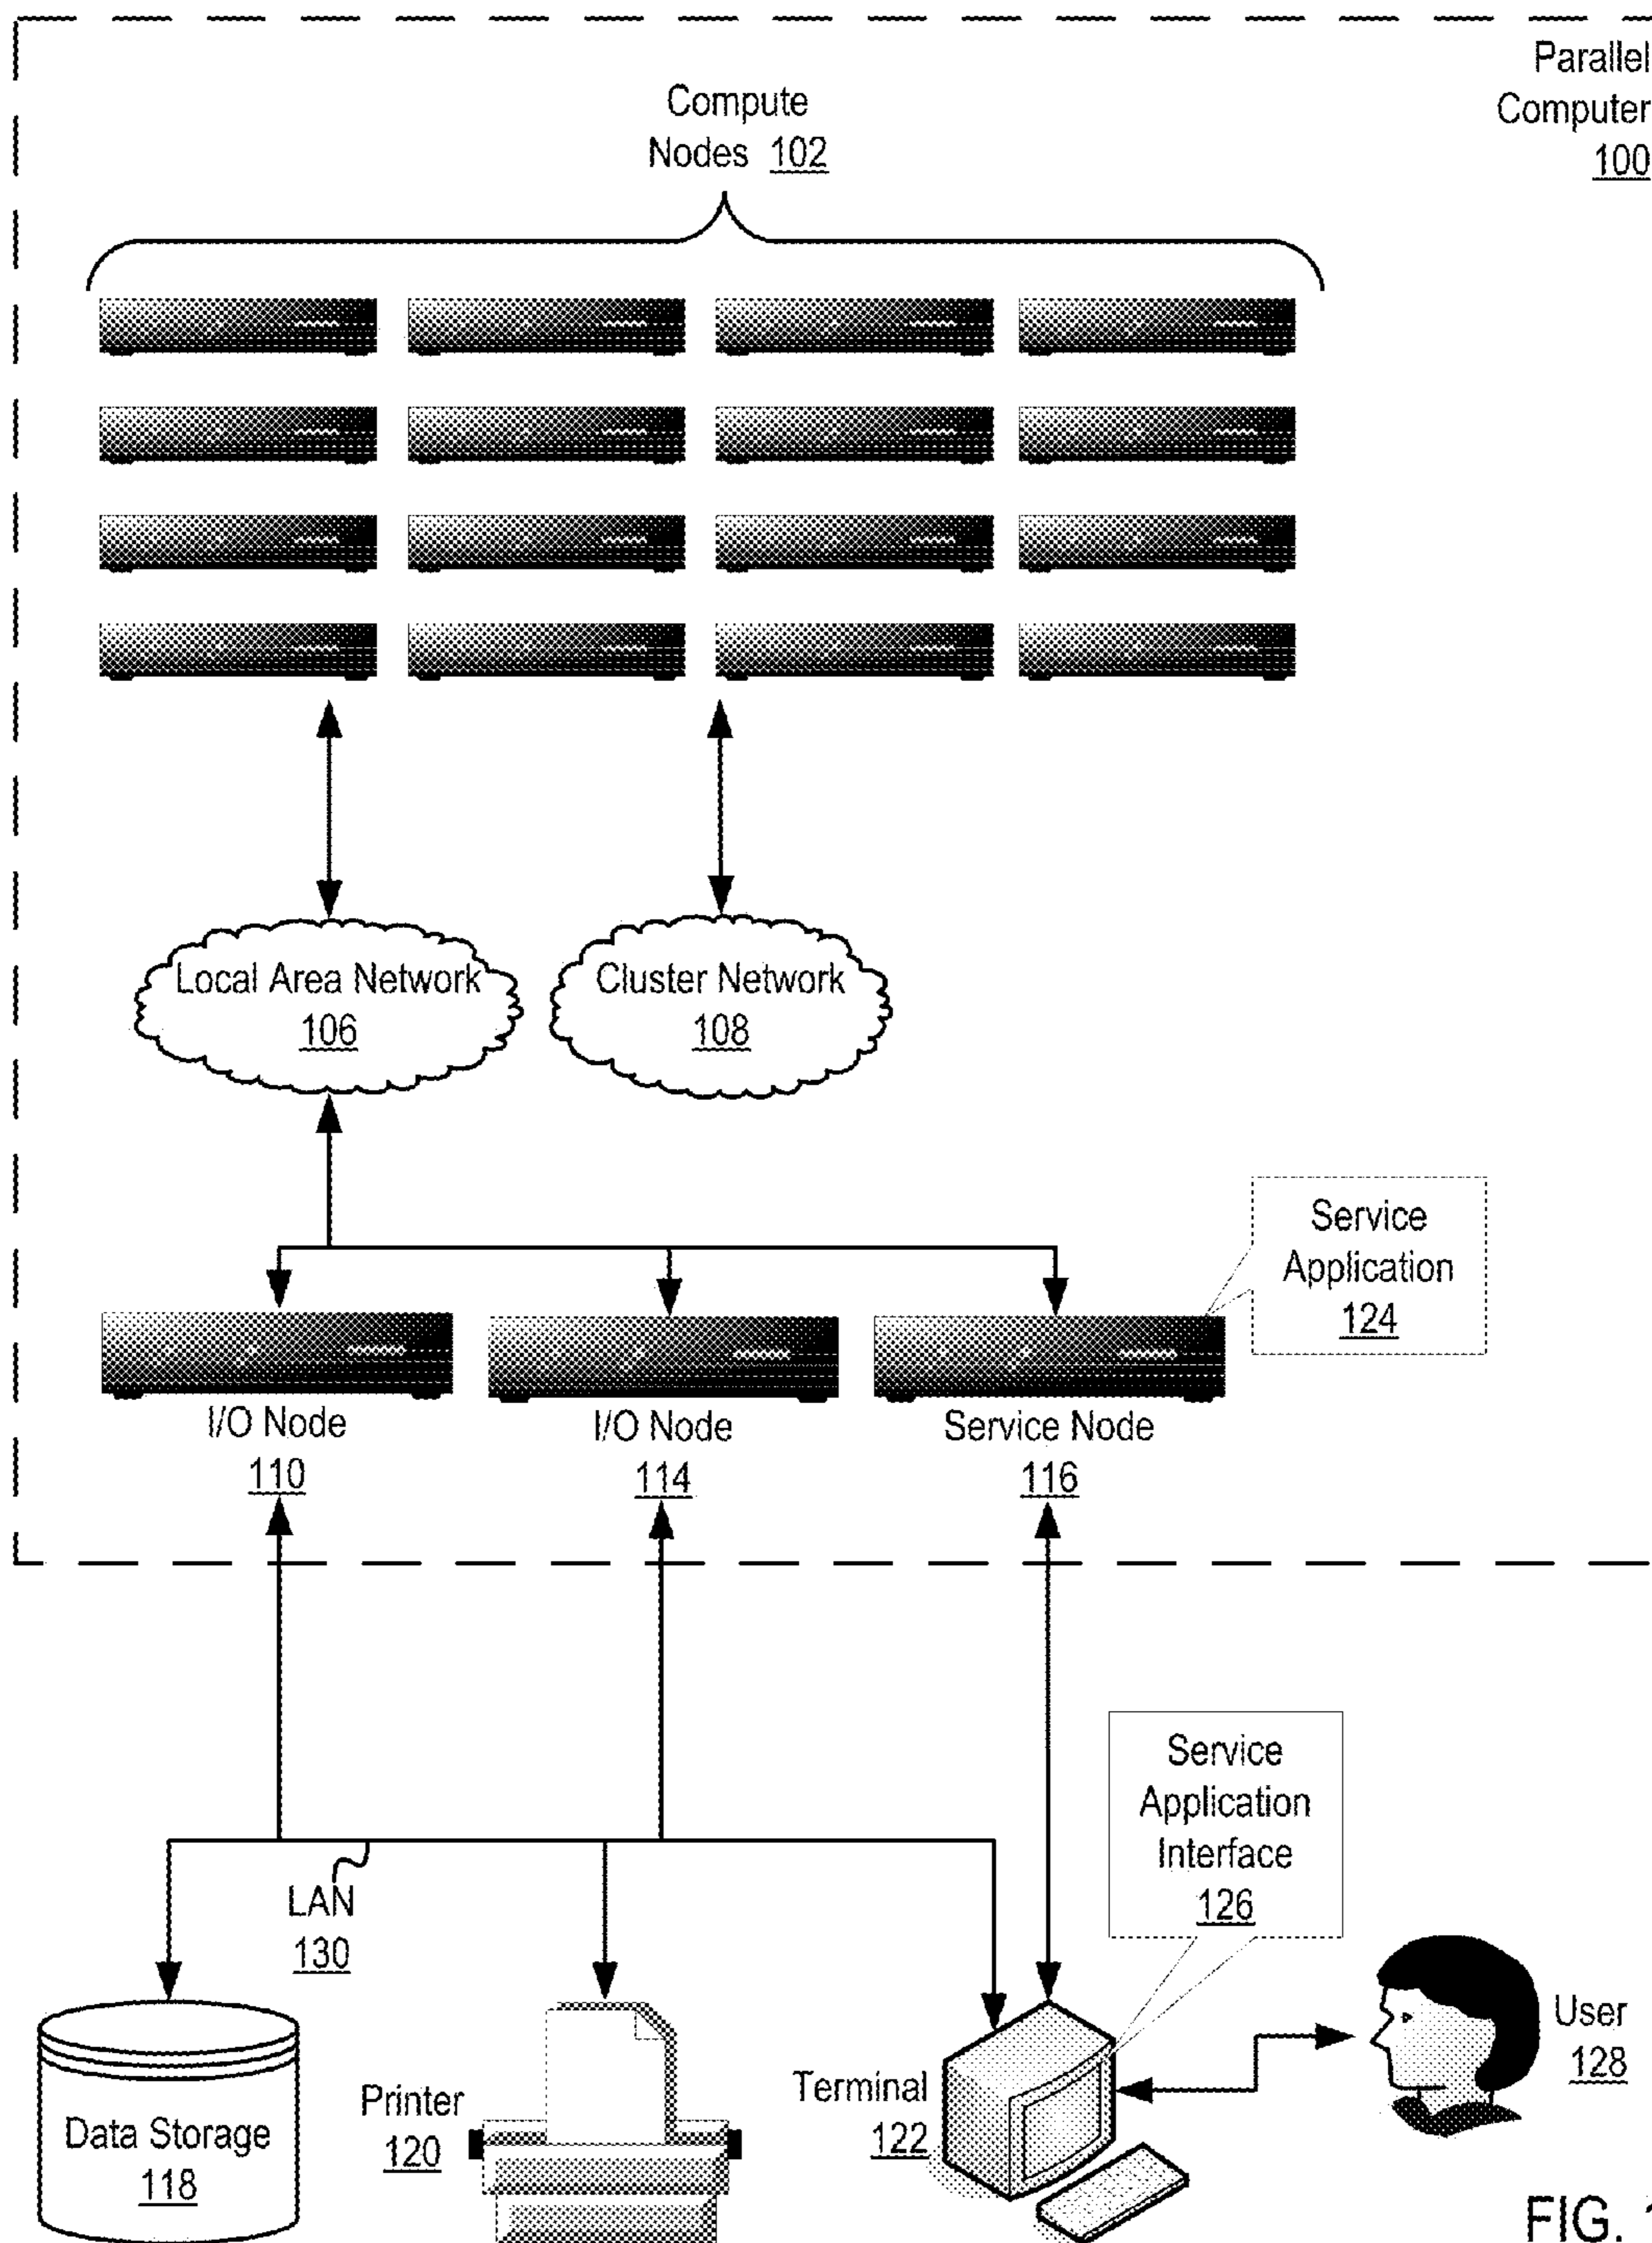 Parallel
Computer
100
Compute
Nodes 102
Local Area Network
106
Cluster Network
108
Service
Application
124
I/O Node
110
I/O Node
114
Service Node
116
Service
Application
Interface
126
LAN
130
Data Storage
118
Printer
120
Terminal
122
User
128
FIG.